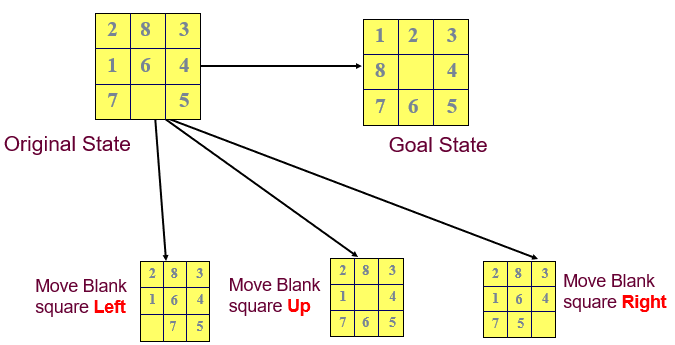 2 8 3
1 6 4
7 5
Original State
1 2 3
8 4
7 6 5
Goal State
Move Blank
square Left
2 8 3
1 6 4
7 5
Move Blank
square Up
2 8 3
1 4
7 6 5
2 8 3
1 6 4
7 5
Move Blank
square Right